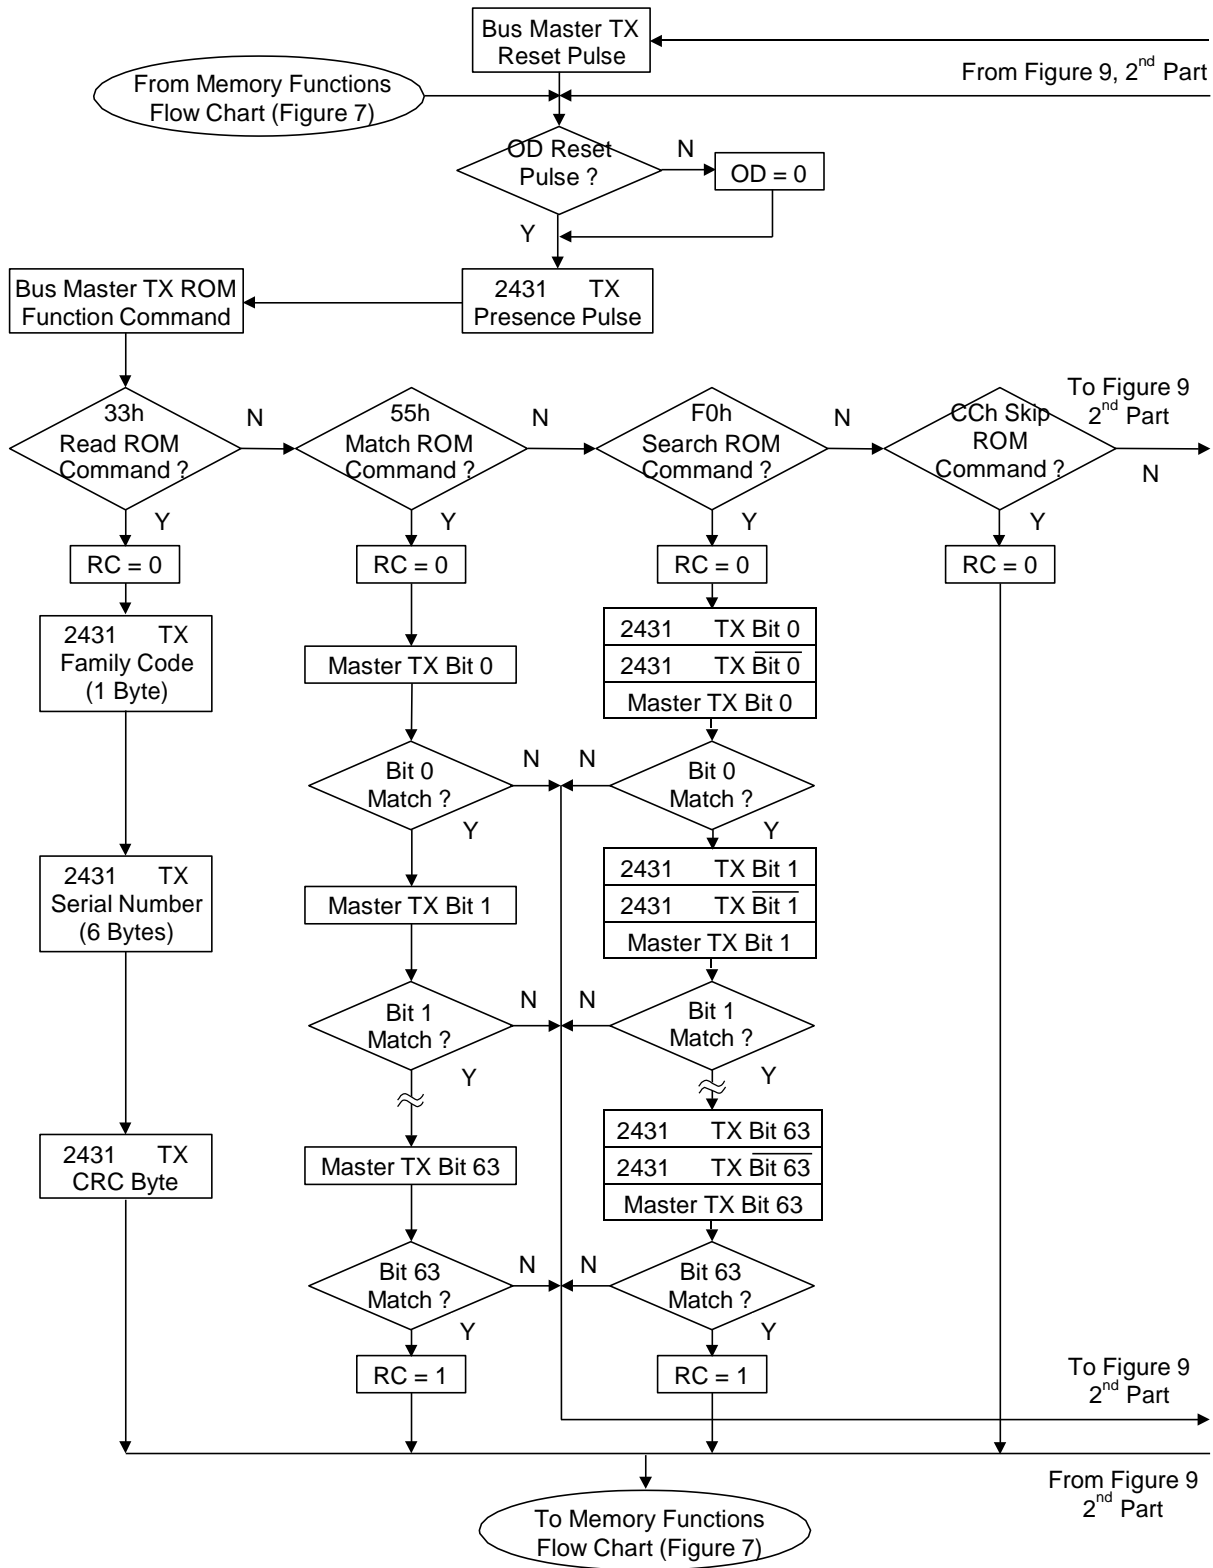 Bus Master TX
Reset Pulse
From Figure 9, 2nd Part
From Memory Functions
Flow Chart (Figure 7)
OD Reset
Pulse ?
N
OD = 0
Y
Bus Master TX ROM
Function Command
2431 TX
Presence Pulse
33h
Read ROM
Command ?
N
55h
Match ROM
Command ?
N
F0h
Search ROM
Command ?
N
CCh Skip
ROM
Command ?
To Figure 9
2nd Part
N
Y
Y
Y
Y
RC = 0
RC = 0
RC = 0
RC = 0
2431 TX
Family Code
(1 Byte)
Master TX Bit 0
2431 TX Bit 0
2431 TX B̅i̅t̅ ̅0̅
Master TX Bit 0
Bit 0
Match ?
N
N
Bit 0
Match ?
Y
Y
2431 TX
Serial Number
(6 Bytes)
Master TX Bit 1
2431 TX Bit 1
2431 TX B̅i̅t̅ ̅1̅
Master TX Bit 1
Bit 1
Match ?
N
N
Bit 1
Match ?
Y
Y
2431 TX
CRC Byte
Master TX Bit 63
2431 TX Bit 63
2431 TX B̅i̅t̅ ̅6̅3̅
Master TX Bit 63
Bit 63
Match ?
N
N
Bit 63
Match ?
Y
Y
RC = 1
RC = 1
To Figure 9
2nd Part
From Figure 9
2nd Part
To Memory Functions
Flow Chart (Figure 7)